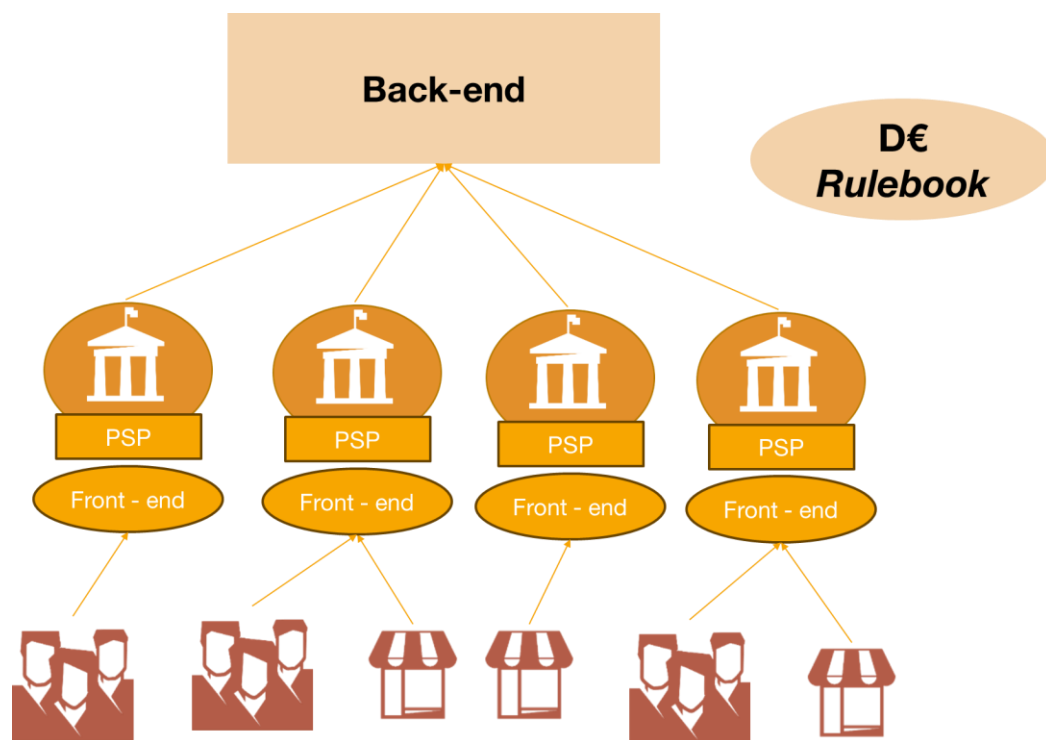 Back-end
D€
Rulebook
PSP
PSP
PSP
PSP
Front - end
Front - end
Front - end
Front - end